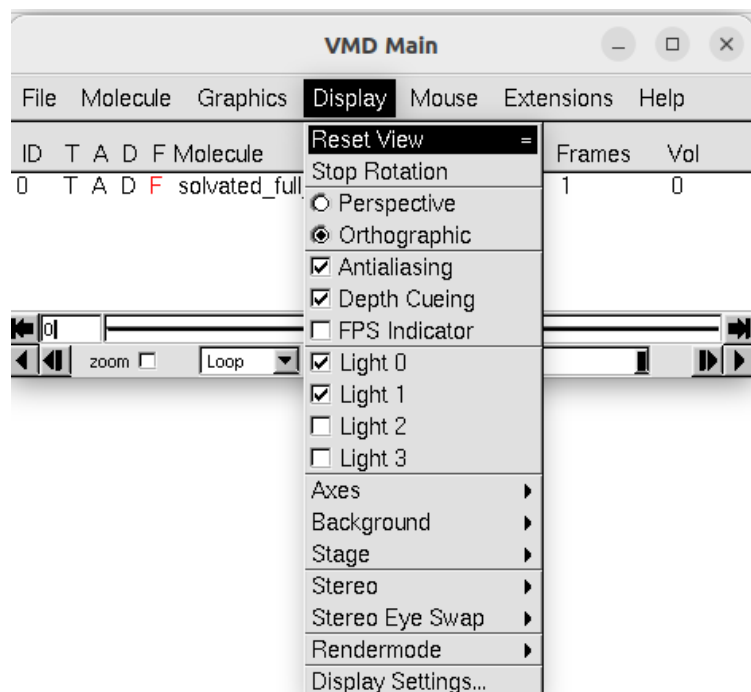 VMD Main
File Molecule Graphics Display Mouse Extensions Help
ID T A D F Molecule Frames Vol
0 T A D F solvated_full_ 1 0
Reset View =
Stop Rotation
Perspective
Orthographic
Antialiasing
Depth Cueing
FPS Indicator
0
zoom Loop
Light 0
Light 1
Light 2
Light 3
Axes
Background
Stage
Stereo
Stereo Eye Swap
Rendermode
Display Settings...